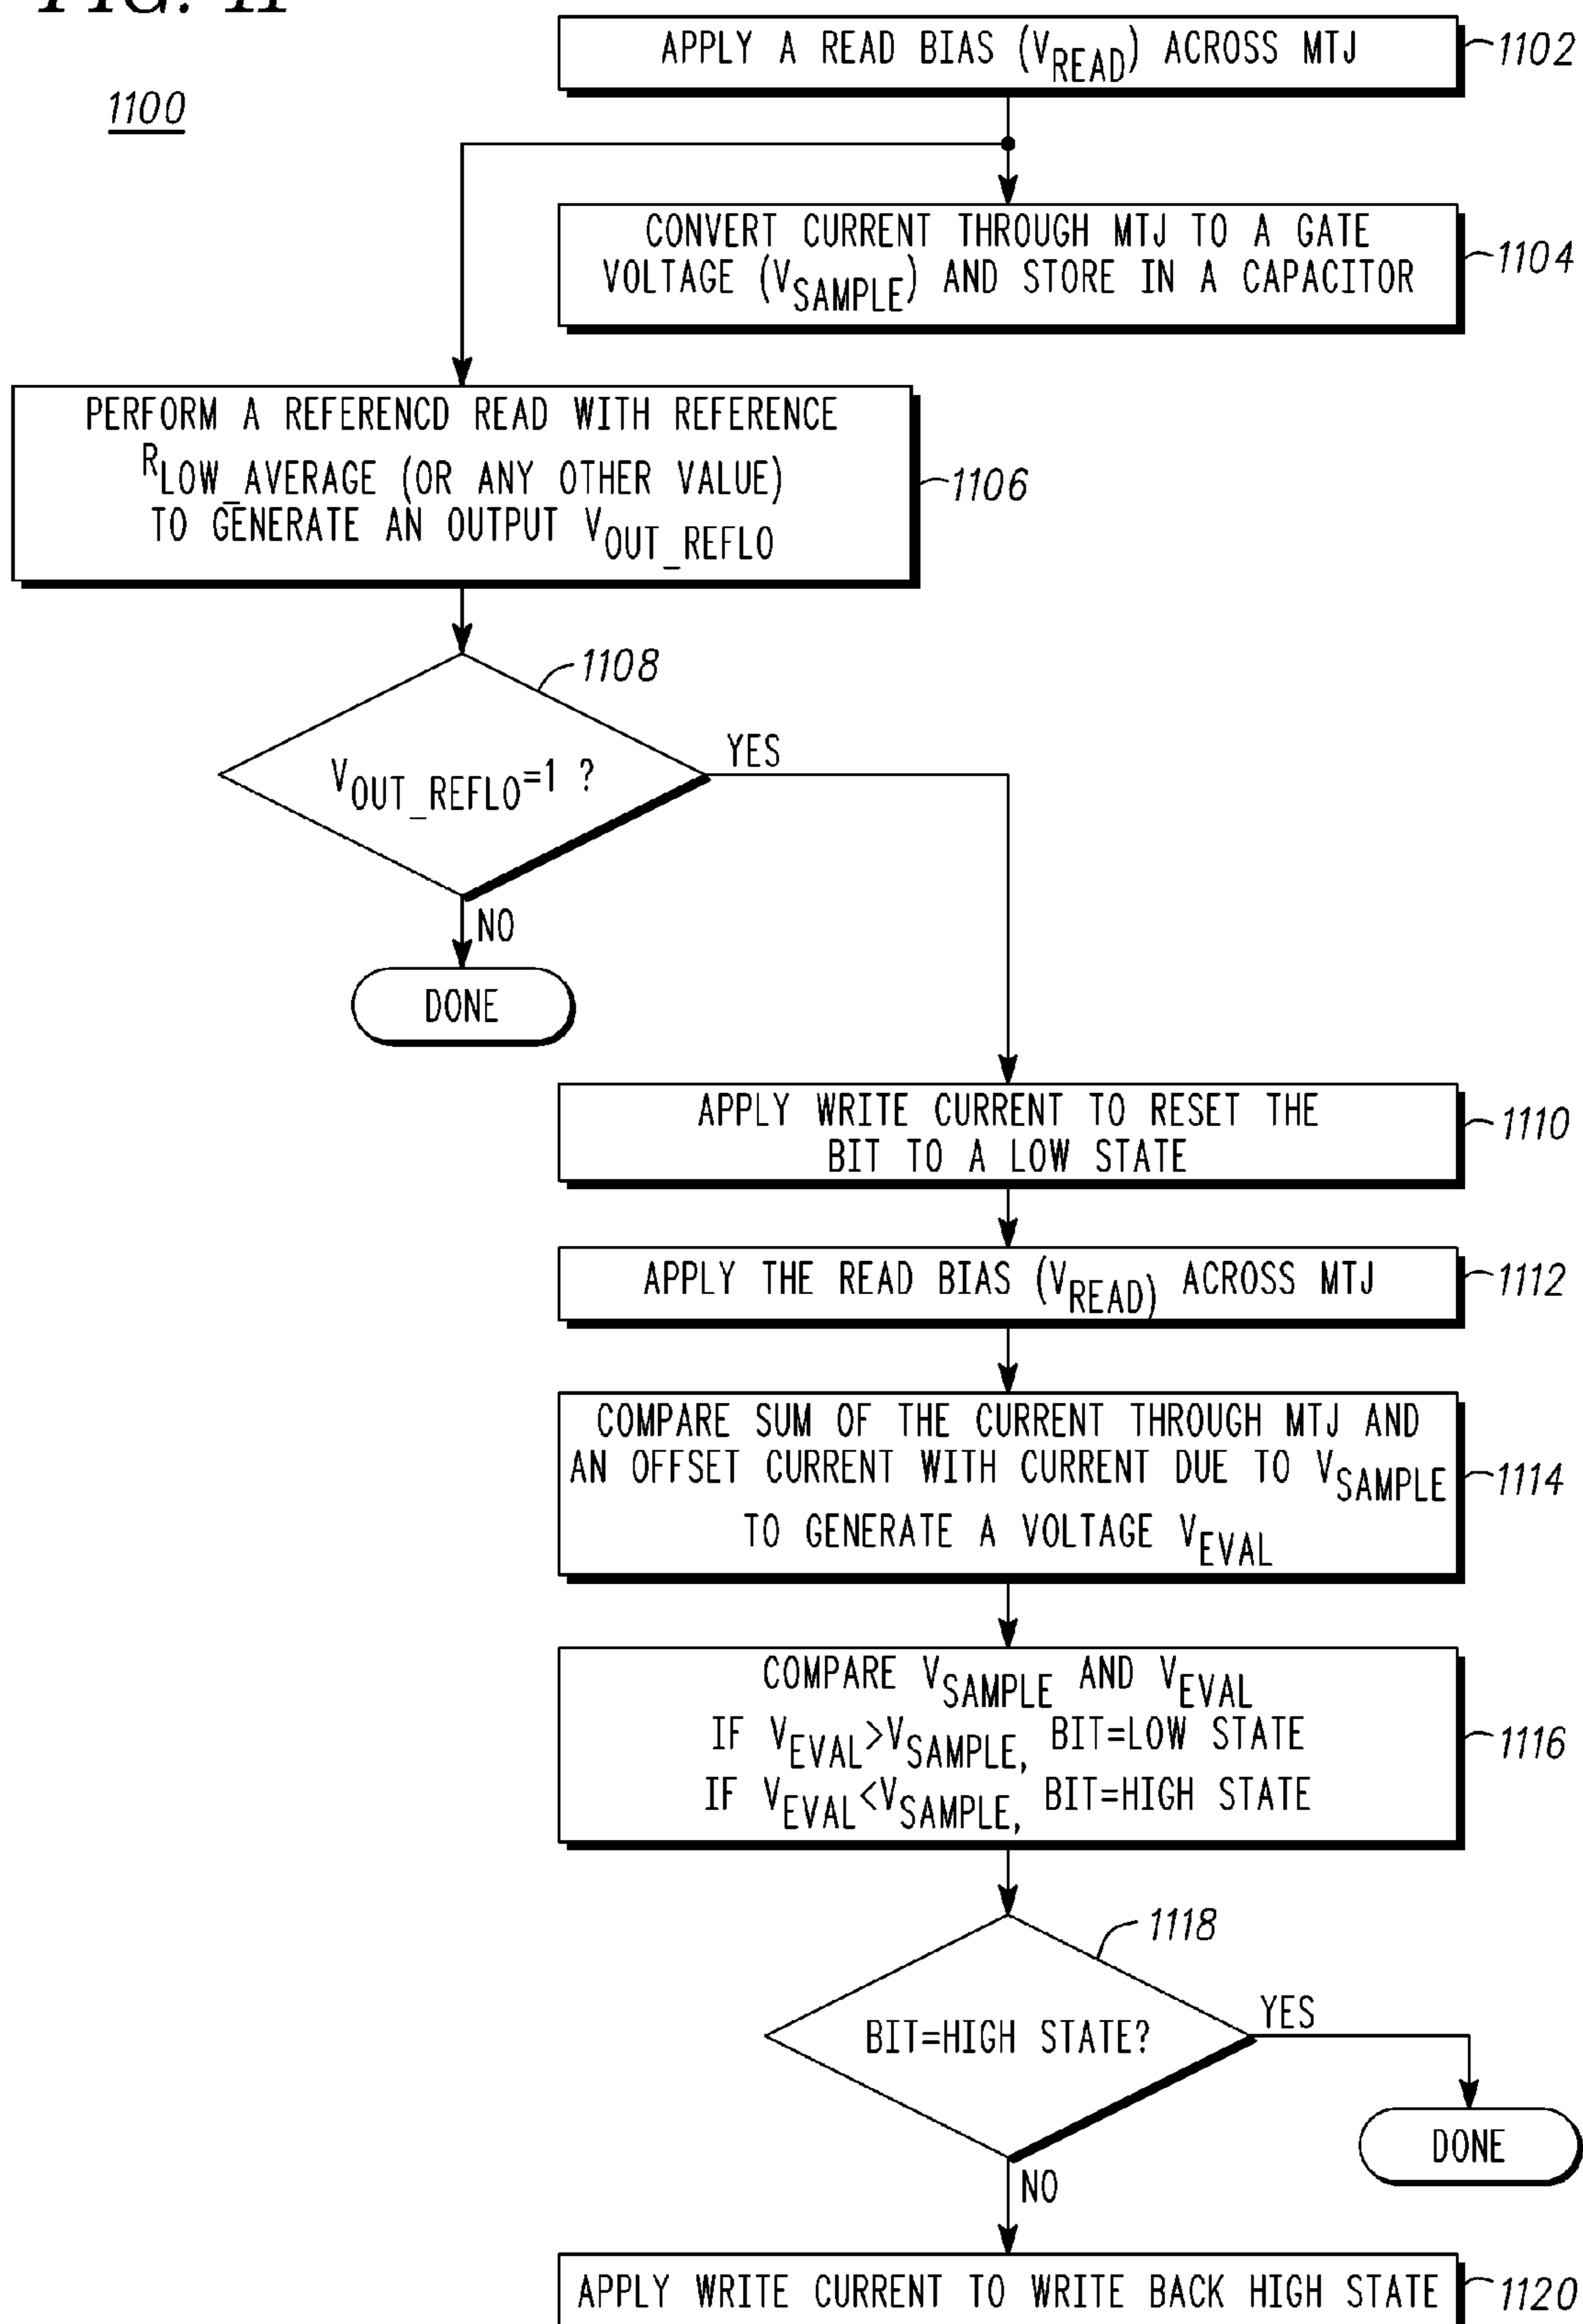 FIG. 11
1100
APPLY A READ BIAS (VREAD) ACROSS MTJ
1102
CONVERT CURRENT THROUGH MTJ TO A GATE
VOLTAGE (VSAMPLE) AND STORE IN A CAPACITOR
1104
PERFORM A REFERENCD READ WITH REFERENCE
RLOW_AVERAGE (OR ANY OTHER VALUE)
TO GENERATE AN OUTPUT VOUT_REFLO
1106
1108
VOUT_REFLO=1 ?
YES
NO
DONE
APPLY WRITE CURRENT TO RESET THE
BIT TO A LOW STATE
1110
APPLY THE READ BIAS (VREAD) ACROSS MTJ
1112
COMPARE SUM OF THE CURRENT THROUGH MTJ AND
AN OFFSET CURRENT WITH CURRENT DUE TO VSAMPLE
TO GENERATE A VOLTAGE VEVAL
1114
COMPARE VSAMPLE AND VEVAL
IF VEVAL>VSAMPLE, BIT=LOW STATE
IF VEVAL<VSAMPLE, BIT=HIGH STATE
1116
1118
BIT=HIGH STATE?
YES
DONE
NO
APPLY WRITE CURRENT TO WRITE BACK HIGH STATE
1120